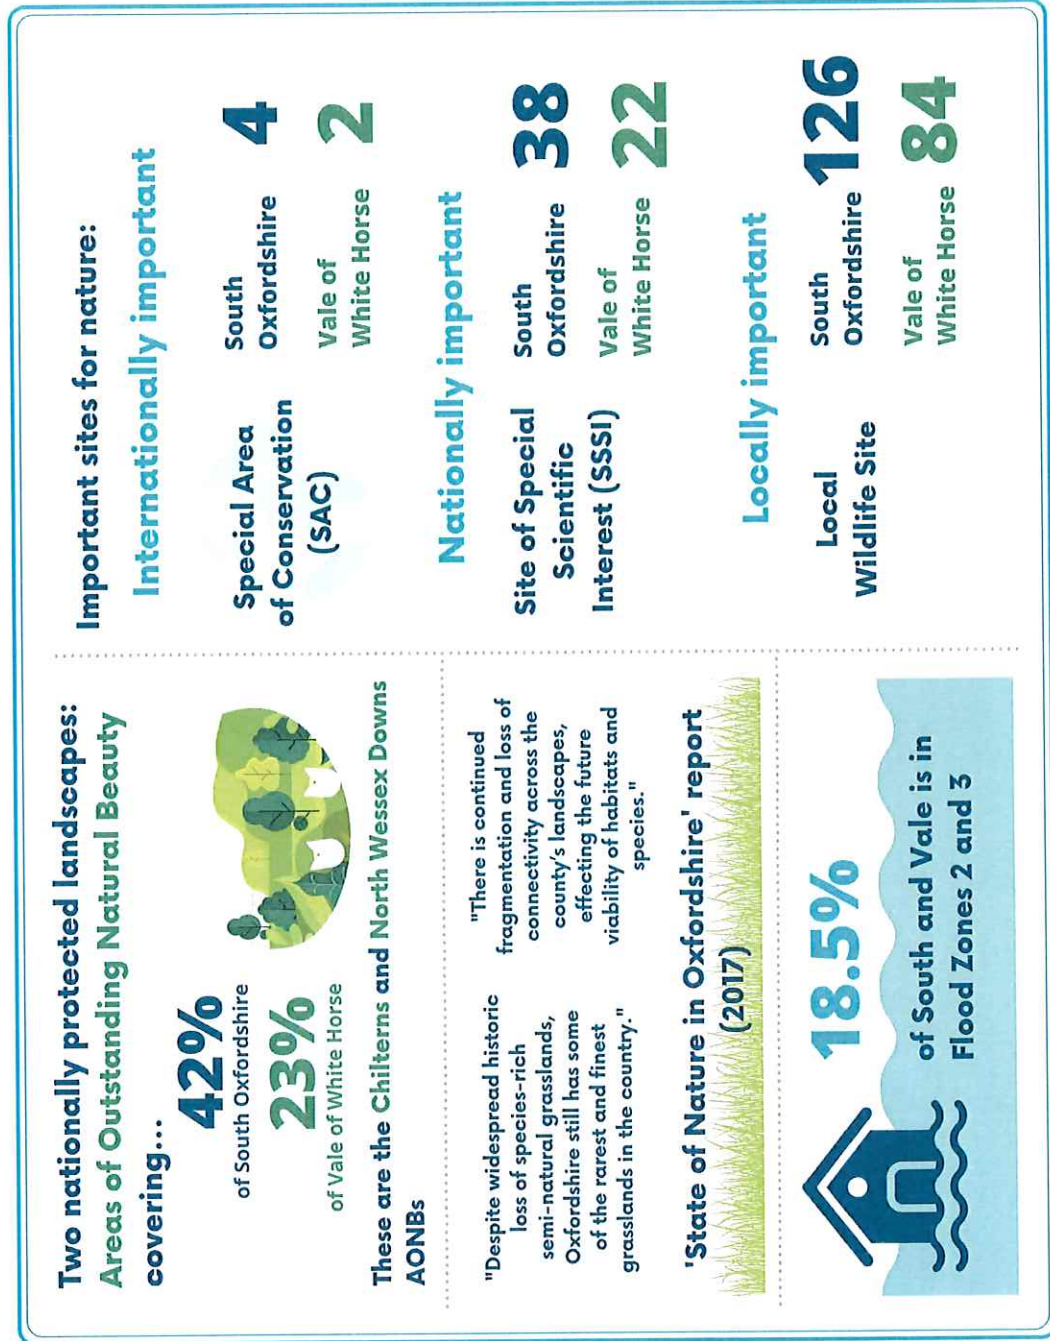 Two nationally protected landscapes:
Areas of Outstanding Natural Beauty
covering...
42%
of South Oxfordshire
23%
of Vale of White Horse
These are the Chilterns and North Wessex Downs
AONBs
"Despite widespread historic
loss of species-rich
semi-natural grasslands,
Oxfordshire still has some
of the rarest and finest
grasslands in the country."
"There is continued
fragmentation and loss of
connectivity across the
county's landscapes,
effecting the future
viability of habitats and
species."
'State of Nature in Oxfordshire' report
(2017)
18.5%
of South and Vale is in
Flood Zones 2 and 3
Important sites for nature:
Internationally important
Special Area
of Conservation
(SAC)
South
Oxfordshire
4
Vale of
White Horse
2
Nationally important
Site of Special
Scientific
Interest (SSSI)
South
Oxfordshire
38
Vale of
White Horse
22
Locally important
Local
Wildlife Site
South
Oxfordshire
126
Vale of
White Horse
84